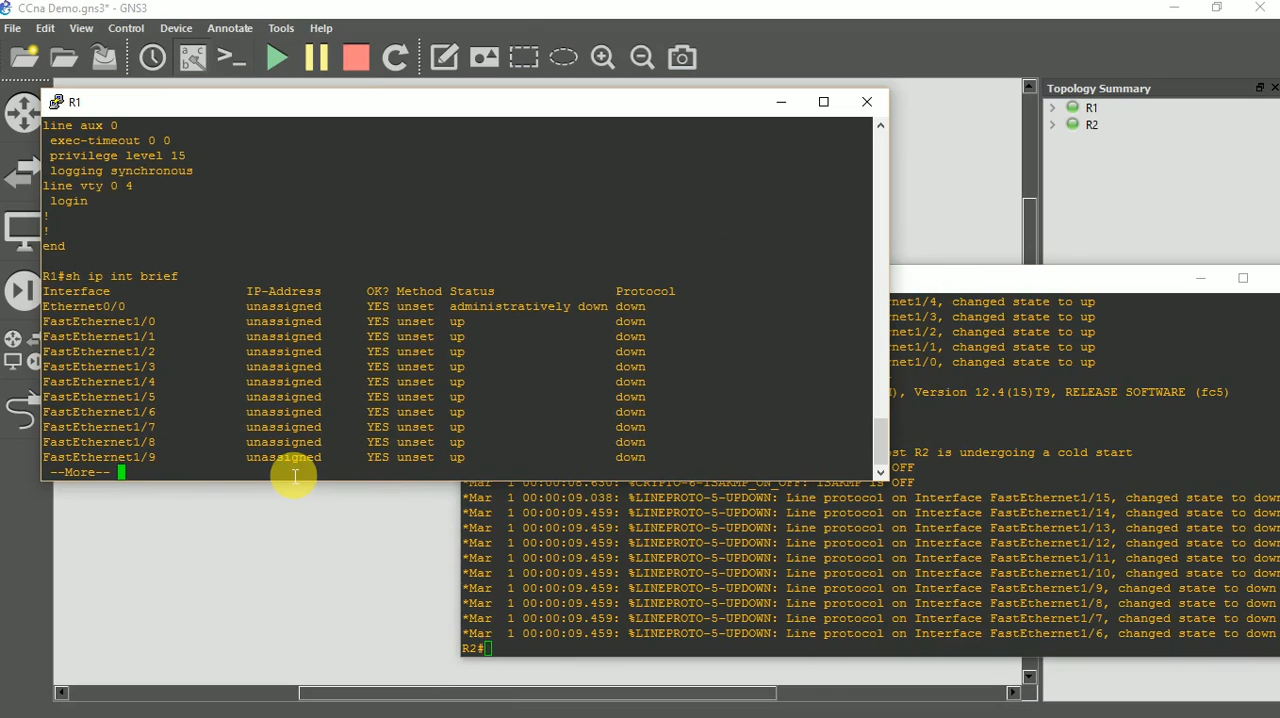 CCna Demo.gns3* - GNS3
File Edit View Control Device Annotate Tools Help
R1
line aux 0
exec-timeout 0 0
privilege level 15
logging synchronous
line vty 0 4
login
!
!
end
R1#sh ip int brief
Interface IP-Address OK? Method Status Protocol
Ethernet0/0 unassigned YES unset administratively down down
FastEthernet1/0 unassigned YES unset up down
FastEthernet1/1 unassigned YES unset up down
FastEthernet1/2 unassigned YES unset up down
FastEthernet1/3 unassigned YES unset up down
FastEthernet1/4 unassigned YES unset up down
FastEthernet1/5 unassigned YES unset up down
FastEthernet1/6 unassigned YES unset up down
FastEthernet1/7 unassigned YES unset up down
FastEthernet1/8 unassigned YES unset up down
FastEthernet1/9 unassigned YES unset up down
--More--
Topology Summary
R1
R2
net1/4, changed state to up
net1/3, changed state to up
net1/2, changed state to up
net1/1, changed state to up
net1/0, changed state to up
), Version 12.4(15)T9, RELEASE SOFTWARE (fc5)
ost R2 is undergoing a cold start
OFF
*Mar 1 00:00:08.630: %CRYPTO-6-ISAKMP_ON_OFF: ISAKMP is OFF
*Mar 1 00:00:09.038: %LINEPROTO-5-UPDOWN: Line protocol on Interface FastEthernet1/15, changed state to down
*Mar 1 00:00:09.459: %LINEPROTO-5-UPDOWN: Line protocol on Interface FastEthernet1/14, changed state to down
*Mar 1 00:00:09.459: %LINEPROTO-5-UPDOWN: Line protocol on Interface FastEthernet1/13, changed state to down
*Mar 1 00:00:09.459: %LINEPROTO-5-UPDOWN: Line protocol on Interface FastEthernet1/12, changed state to down
*Mar 1 00:00:09.459: %LINEPROTO-5-UPDOWN: Line protocol on Interface FastEthernet1/11, changed state to down
*Mar 1 00:00:09.459: %LINEPROTO-5-UPDOWN: Line protocol on Interface FastEthernet1/10, changed state to down
*Mar 1 00:00:09.459: %LINEPROTO-5-UPDOWN: Line protocol on Interface FastEthernet1/9, changed state to down
*Mar 1 00:00:09.459: %LINEPROTO-5-UPDOWN: Line protocol on Interface FastEthernet1/8, changed state to down
*Mar 1 00:00:09.459: %LINEPROTO-5-UPDOWN: Line protocol on Interface FastEthernet1/7, changed state to down
*Mar 1 00:00:09.459: %LINEPROTO-5-UPDOWN: Line protocol on Interface FastEthernet1/6, changed state to down
R2#